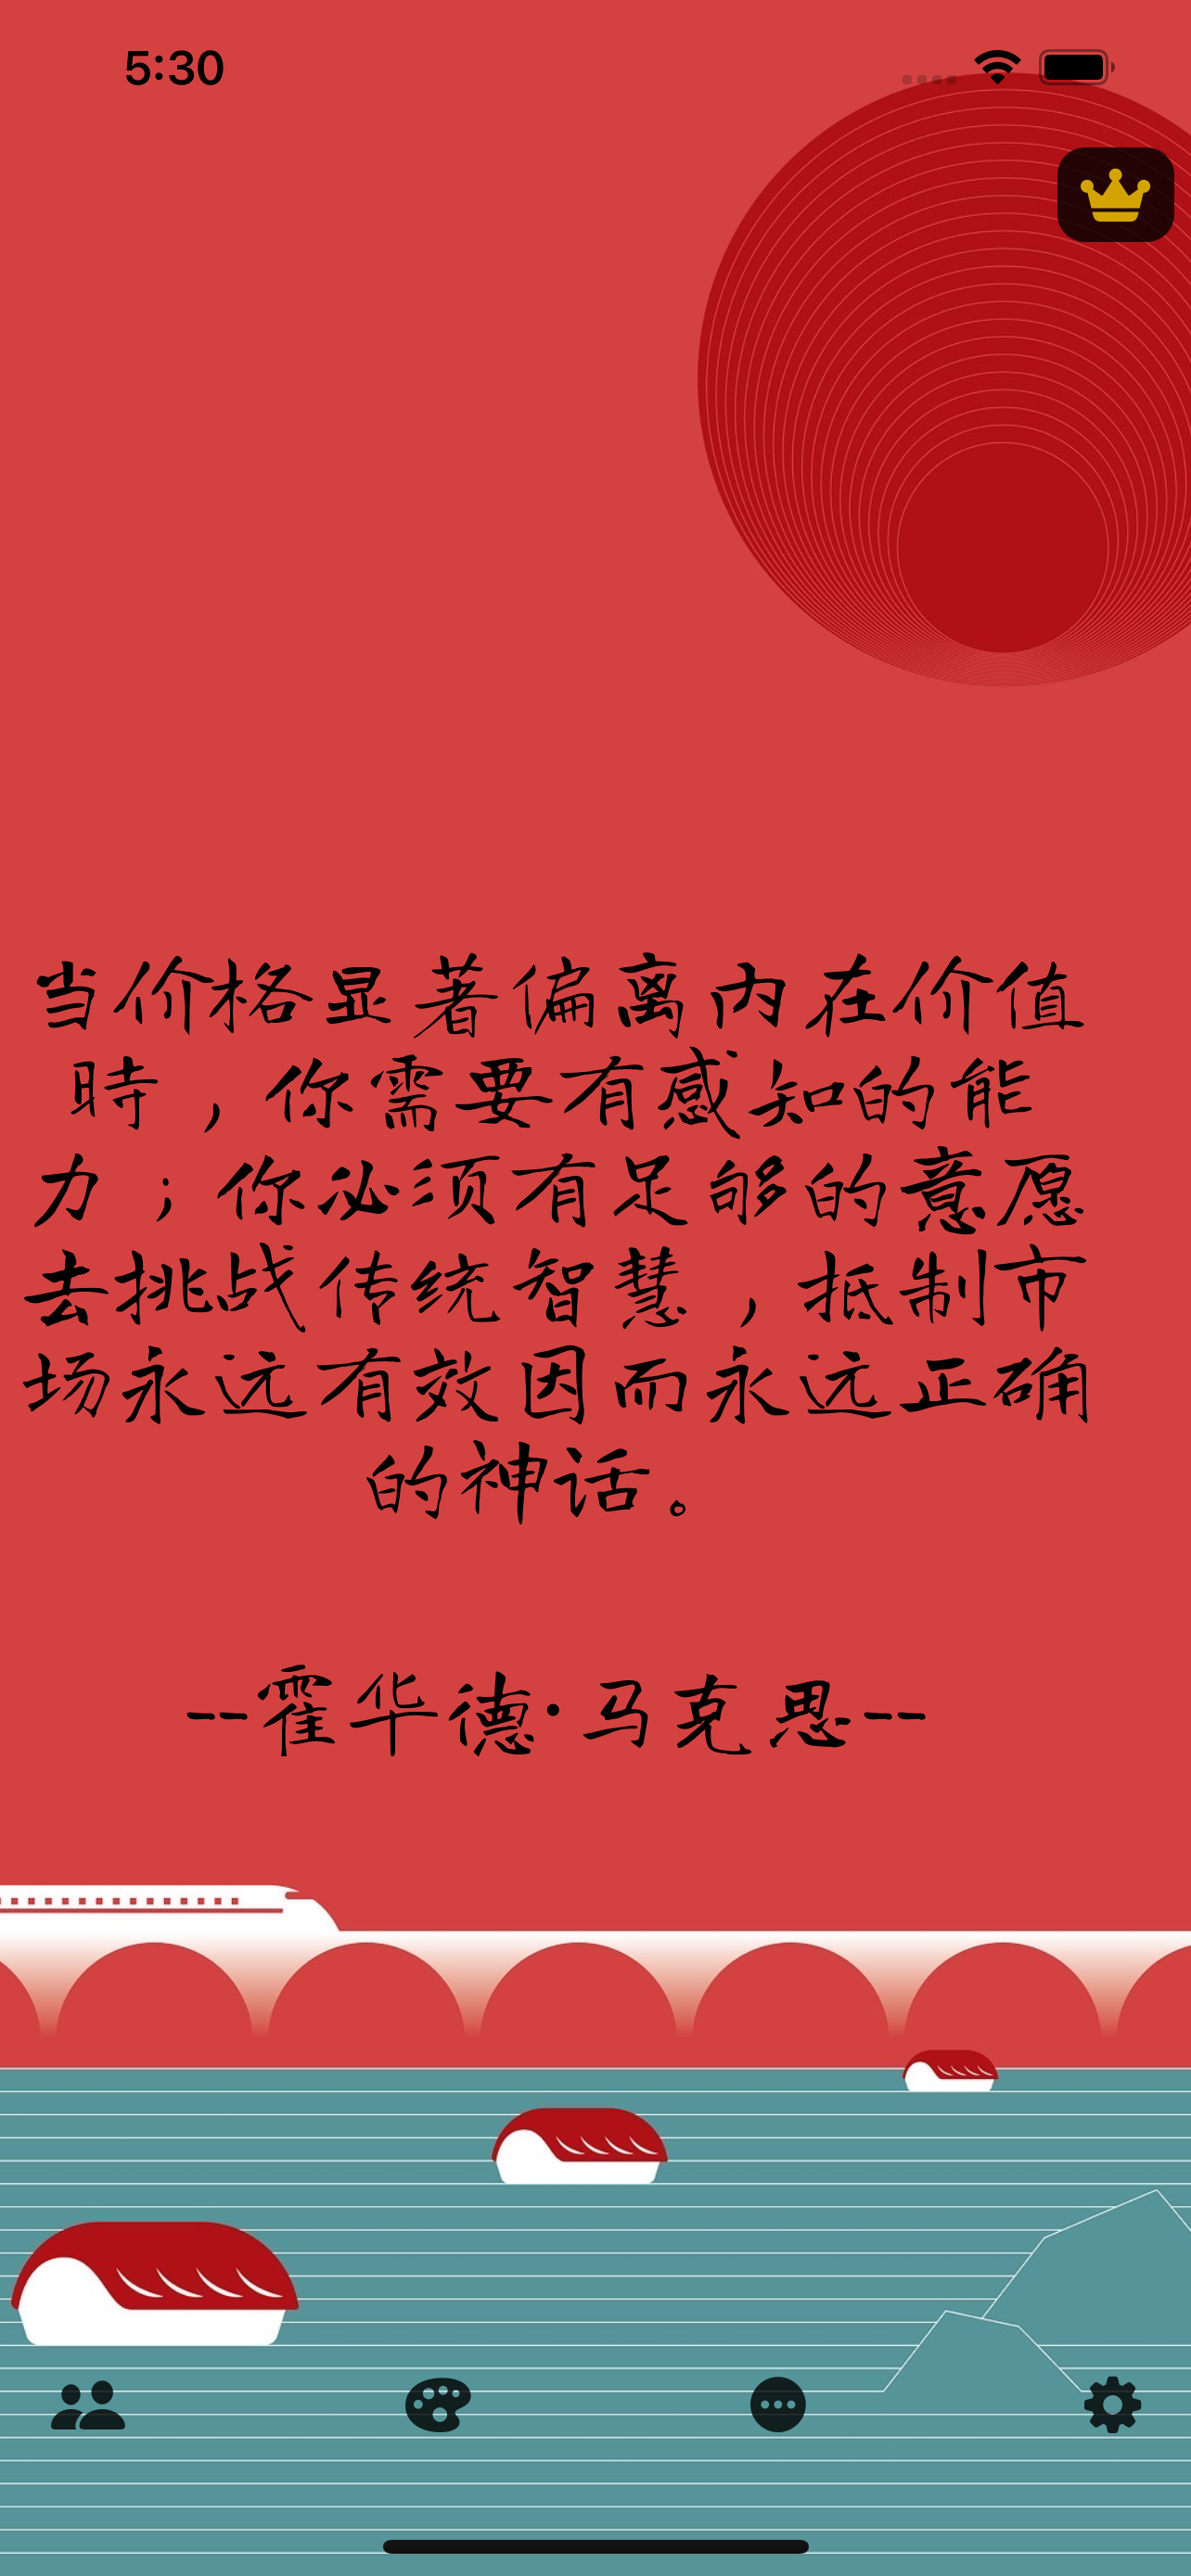 5:30
当价格显著偏离内在价值
時，你需要有感知的能
力；你必须有足够的意愿
去挑战传统智慧，抵制市
场永远有效因而永远正确
的神话。
--霍华德·马克思--